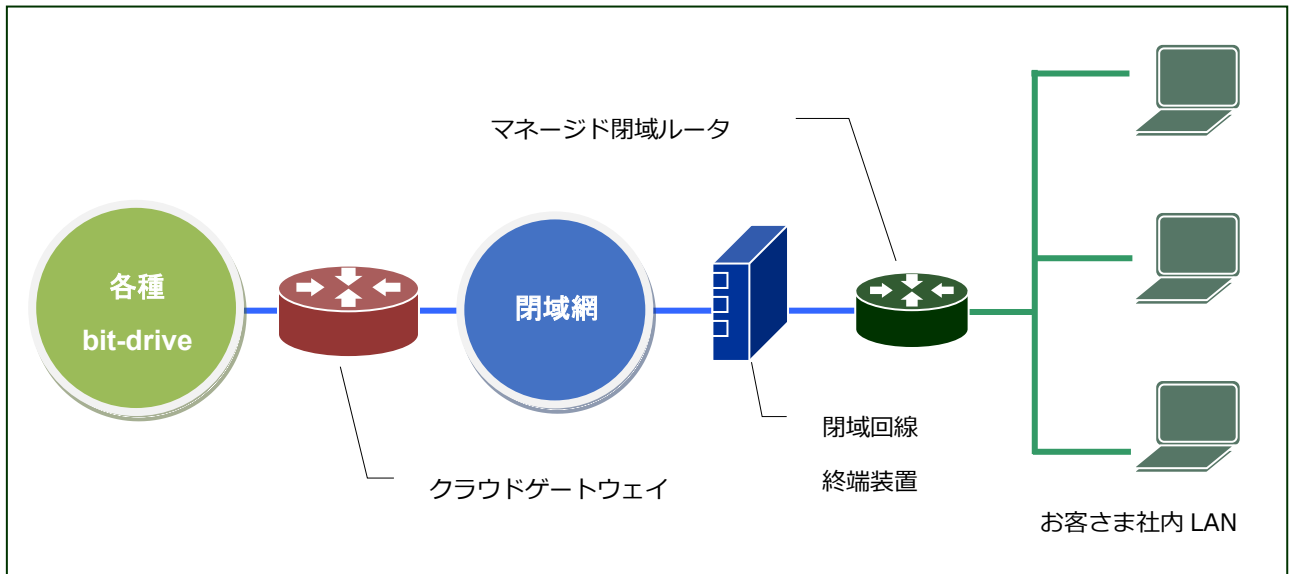 マネージド閉域ルータ
各種
bit-drive
閉域網
閉域回線
終端装置
クラウドゲートウェイ
お客さま社内 LAN